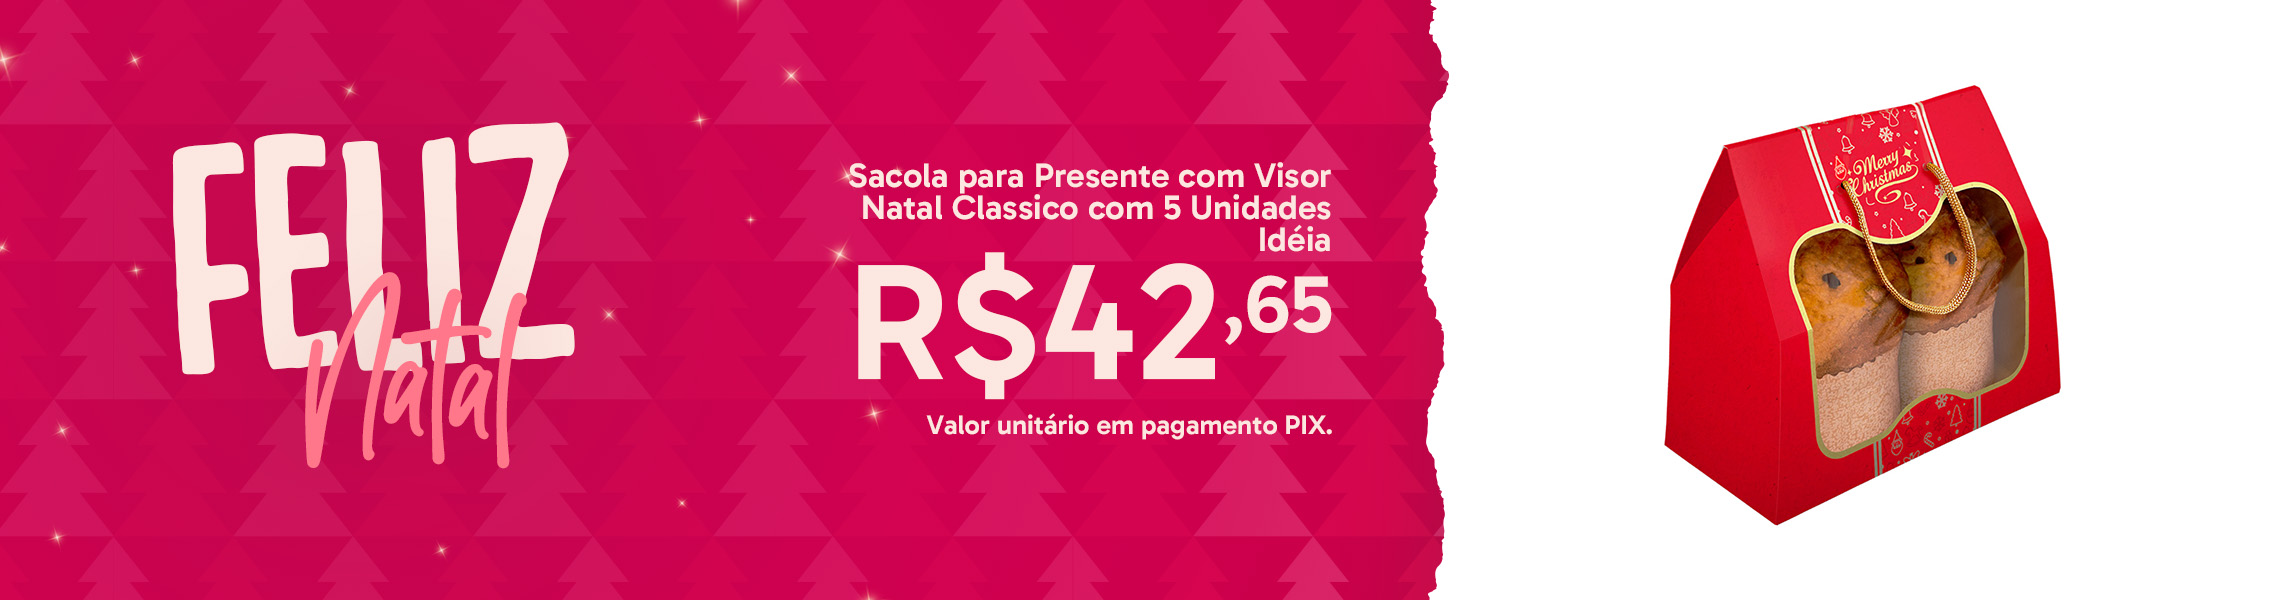 FELIZ
Natal
Sacola para Presente com Visor
Natal Classico com 5 Unidades
Idéia
R$42,65
Valor unitário em pagamento PIX.
Merry
Christmas